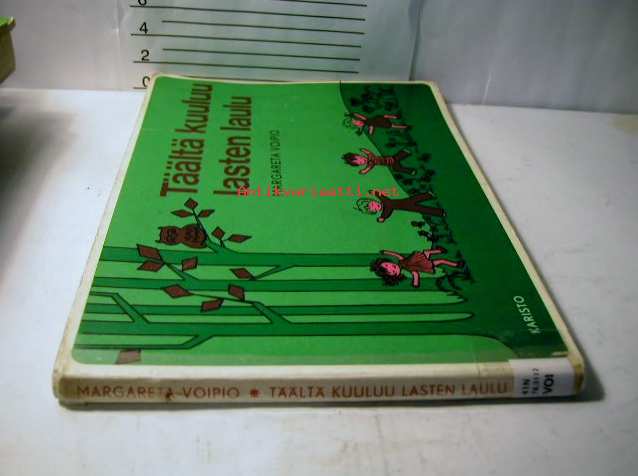 6
4
2
0
Täältä kuuluu
lasten laulu
MARGARETA VOIPIO
Antikvariaatti.net
KARISTO
MARGARETA VOIPIO * TÄÄLTÄ KUULUU LASTEN LAULU
VOI